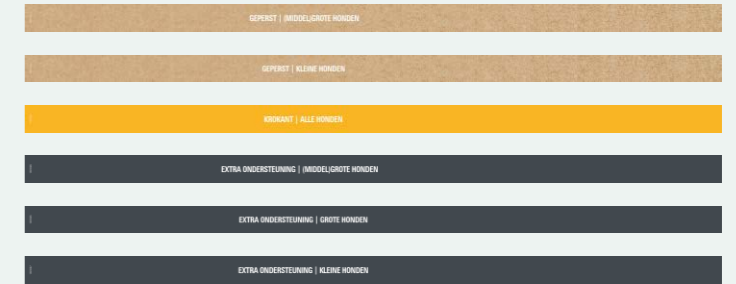 GEPERST | (MIDDEL)GROTE HONDEN
GEPERST | KLEINE HONDEN
KROKANT | ALLE HONDEN
EXTRA ONDERSTEUNING | (MIDDEL)GROTE HONDEN
EXTRA ONDERSTEUNING | GROTE HONDEN
EXTRA ONDERSTEUNING | KLEINE HONDEN